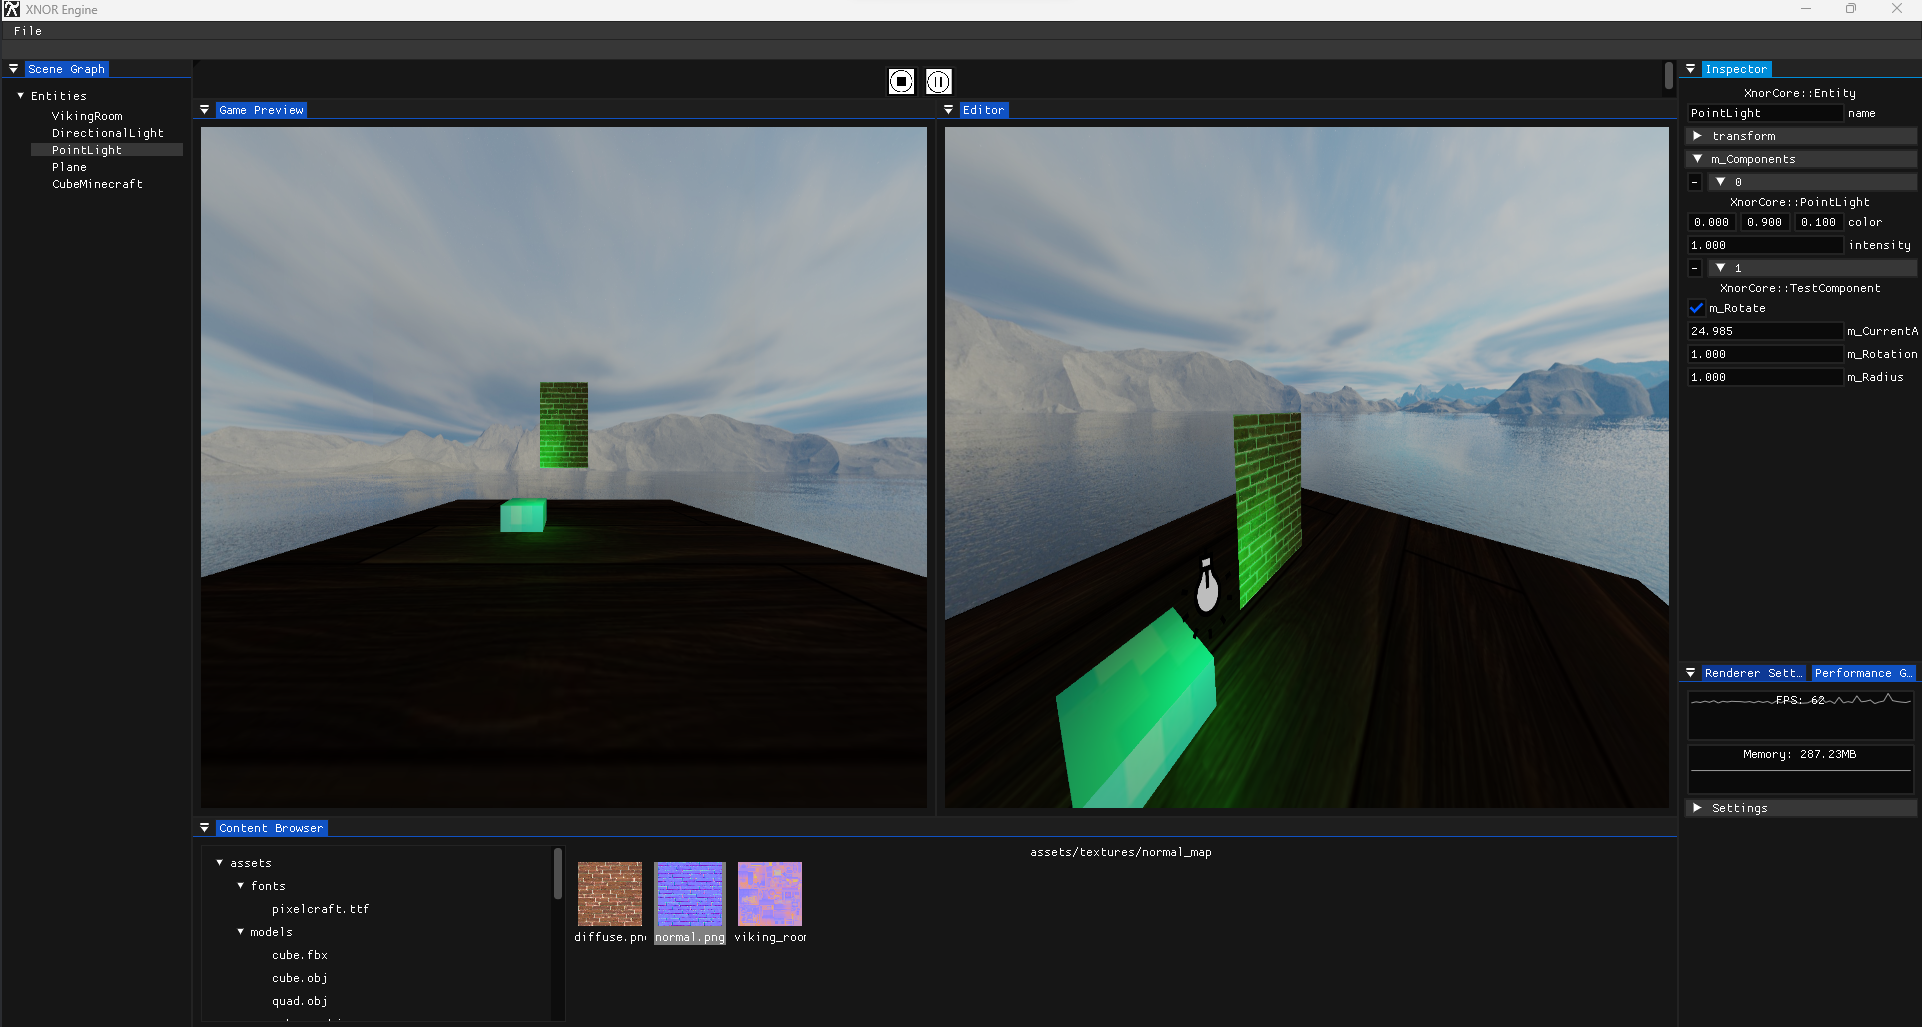 XNOR Engine
File
Scene Graph
Entities
VikingRoom
DirectionalLight
PointLight
Plane
CubeMinecraft
Game Preview
Editor
Inspector
XnorCore::Entity
PointLight name
transform
m_Components
- 0
XnorCore::PointLight
0.000 0.900 0.100 color
1.000 intensity
- 1
XnorCore::TestComponent
m_Rotate
24.985 m_CurrentA
1.000 m_Rotation
1.000 m_Radius
Renderer Sett… Performance G…
FPS: 62
Memory: 287.23MB
Settings
Content Browser
assets
fonts
pixelcraft.ttf
models
cube.fbx
cube.obj
quad.obj
assets/textures/normal_map
diffuse.pn
normal.png
viking_roo